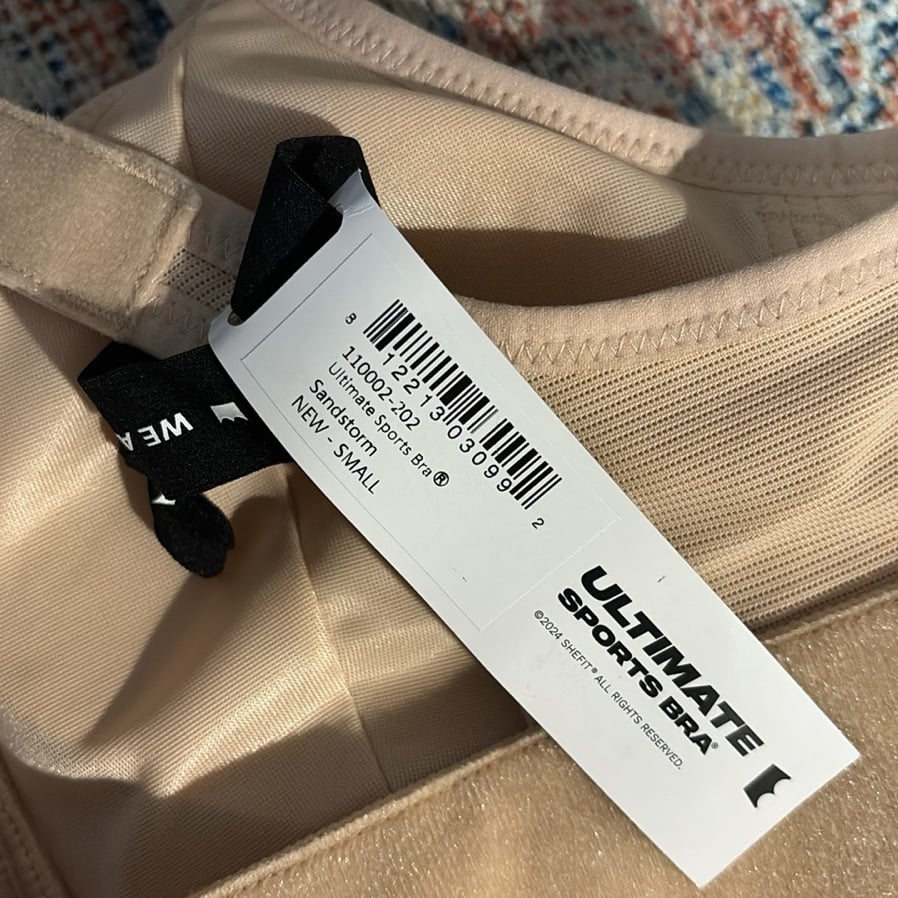 8 12213 03099 2
110002-202
Ultimate Sports Bra®
Sandstorm
NEW - SMALL
ULTIMATE
SPORTS BRA®
©2024 SHEFIT® ALL RIGHTS RESERVED.
WE A